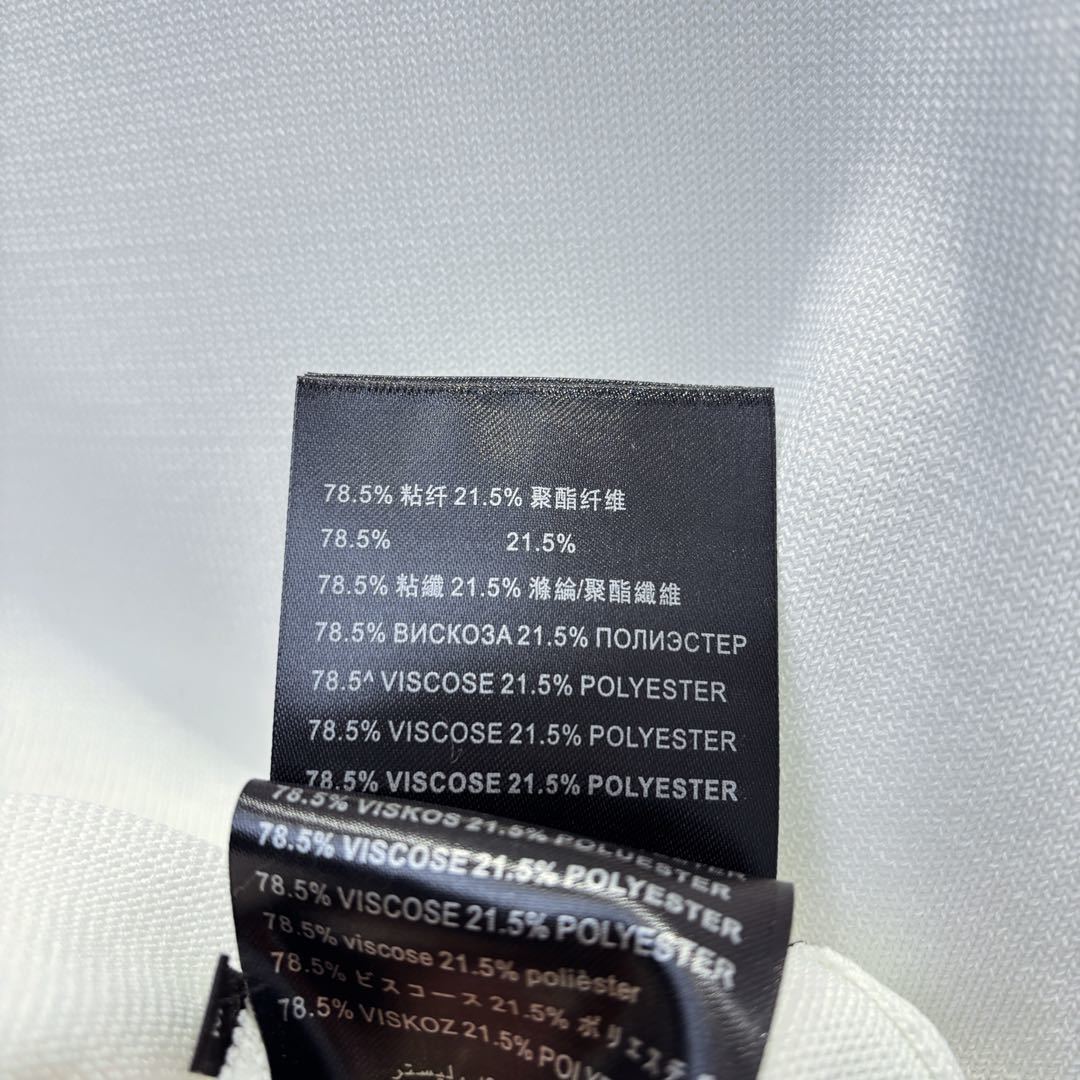 78.5% 粘纤 21.5% 聚酯纤维
78.5% 21.5%
78.5% 粘纖 21.5% 滌綸/聚酯纖維
78.5% ВИСКОЗА 21.5% ПОЛИЭСТЕР
78.5^ VISCOSE 21.5% POLYESTER
78.5% VISCOSE 21.5% POLYESTER
78.5% VISCOSE 21.5% POLYESTER
78.5% VISKOS 21.5%
78.5% VISCOSE 21.5% POLYESTER
78.5% VISCOSE 21.5% POLYESTER
78.5% viscose 21.5% polièster
78.5% ビスコース 21.5% ポリエステ
78.5% VISKOZ 21.5%